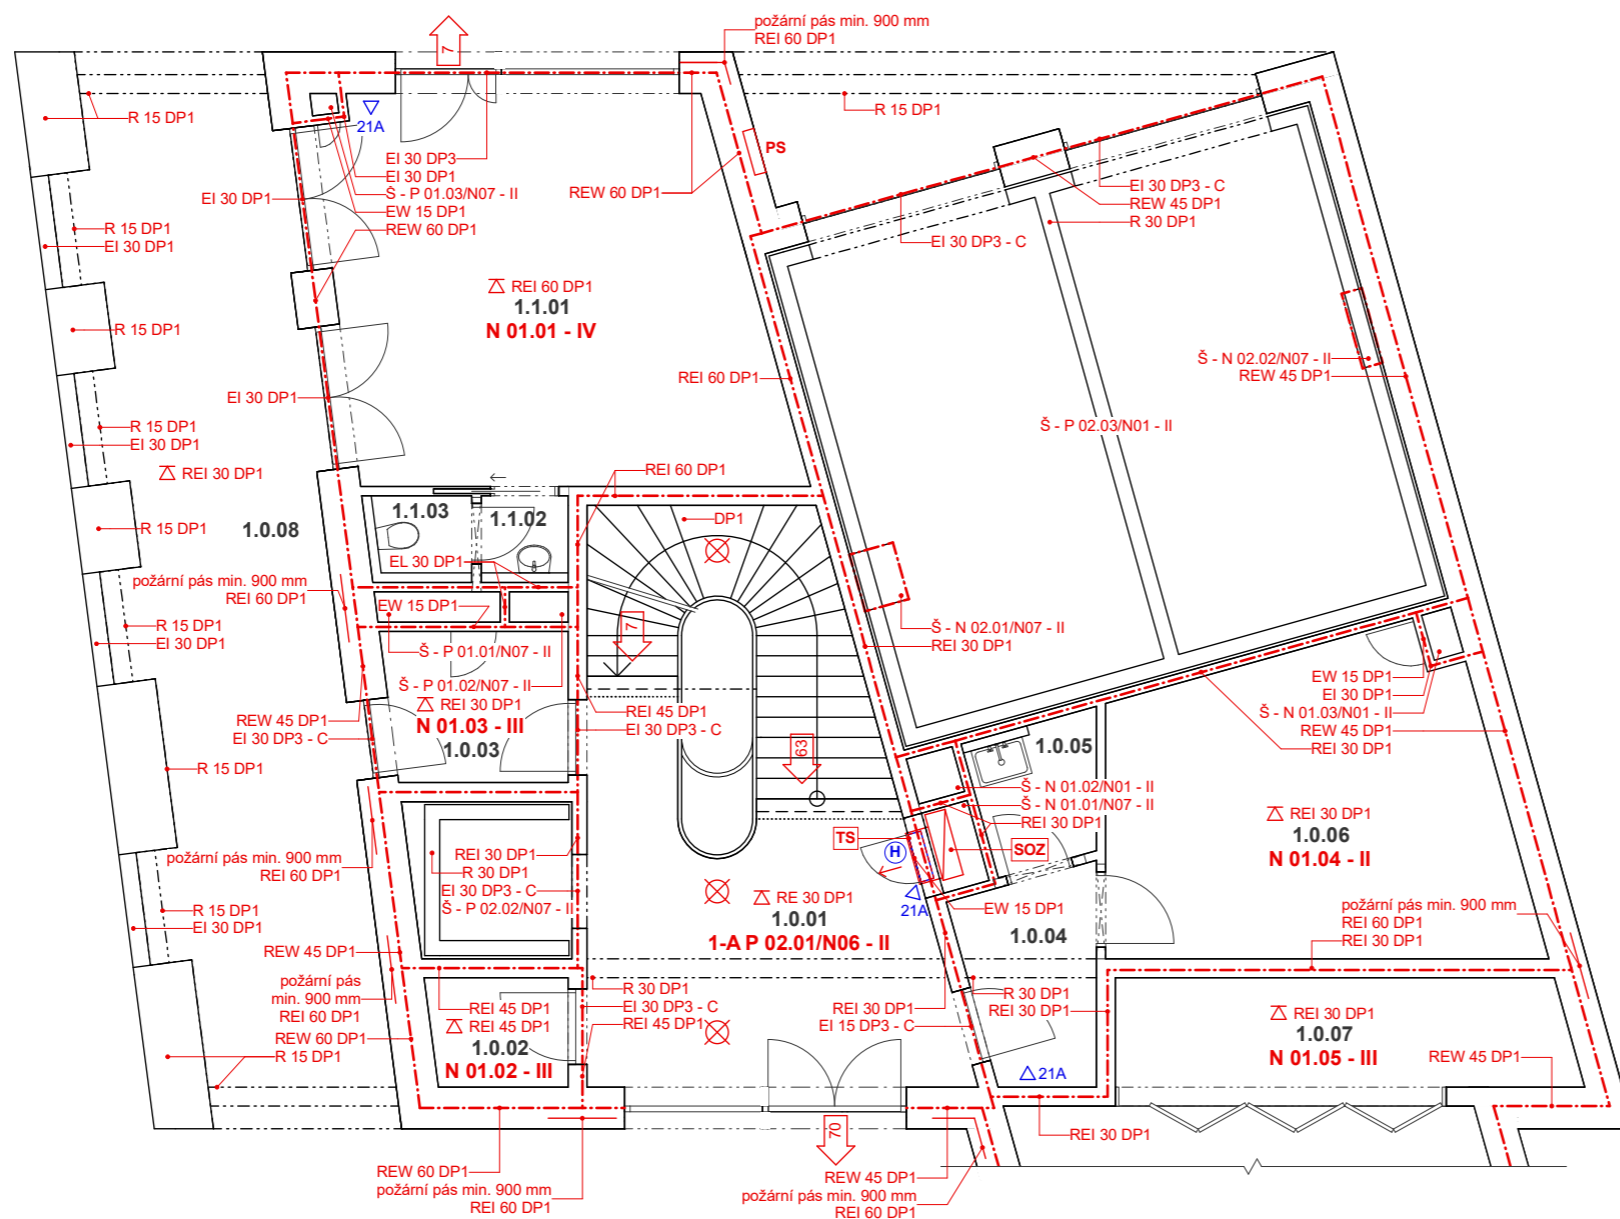 požární pás min. 900 mm
REI 60 DP1
7
R 15 DP1
R 15 DP1
21A
PS
EI 30 DP3
EI 30 DP1
Š - P 01.03/N07 - II
EW 15 DP1
REW 60 DP1
REW 60 DP1
EI 30 DP1
EI 30 DP3 - C
REW 45 DP1
R 30 DP1
EI 30 DP3 - C
R 15 DP1
EI 30 DP1
REI 60 DP1
1.1.01
N 01.01 - IV
R 15 DP1
Š - N 02.02/N07 - II
REW 45 DP1
REI 60 DP1
EI 30 DP1
Š - P 02.03/N01 - II
R 15 DP1
EI 30 DP1
REI 30 DP1
REI 60 DP1
1.1.03
1.1.02
DP1
R 15 DP1
1.0.08
EL 30 DP1
požární pás min. 900 mm
REI 60 DP1
EW 15 DP1
7
R 15 DP1
EI 30 DP1
Š - N 02.01/N07 - II
REI 30 DP1
Š - P 01.01/N07 - II
Š - P 01.02/N07 - II
REI 30 DP1
N 01.03 - III
1.0.03
EW 15 DP1
EI 30 DP1
Š - N 01.03/N01 - II
REW 45 DP1
REI 30 DP1
REW 45 DP1
EI 30 DP3 - C
REI 45 DP1
EI 30 DP3 - C
63
1.0.05
R 15 DP1
Š - N 01.02/N01 - II
Š - N 01.01/N07 - II
REI 30 DP1
REI 30 DP1
1.0.06
N 01.04 - II
TS
H
SOZ
požární pás min. 900 mm
REI 60 DP1
REI 30 DP1
R 30 DP1
EI 30 DP3 - C
Š - P 02.02/N07 - II
21A
EW 15 DP1
RE 30 DP1
1.0.01
1-A P 02.01/N06 - II
1.0.04
R 15 DP1
EI 30 DP1
požární pás min. 900 mm
REI 60 DP1
REI 30 DP1
REW 45 DP1
požární pás
min. 900 mm
REI 60 DP1
REW 60 DP1
R 15 DP1
REI 45 DP1
REI 45 DP1
1.0.02
N 01.02 - III
R 30 DP1
EI 30 DP3 - C
REI 45 DP1
REI 30 DP1
EI 15 DP3 - C
R 30 DP1
REI 30 DP1
REI 30 DP1
1.0.07
N 01.05 - III
REW 45 DP1
21A
REI 30 DP1
70
REW 60 DP1
požární pás min. 900 mm
REI 60 DP1
REW 45 DP1
požární pás min. 900 mm
REI 60 DP1